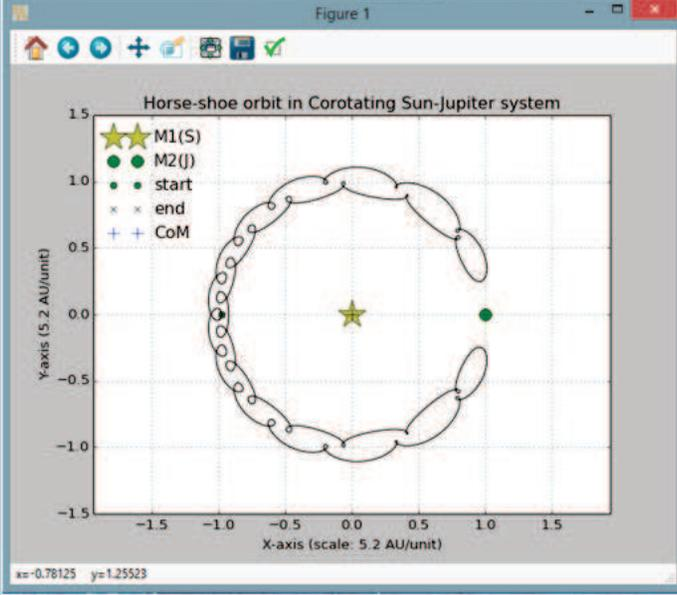 Figure 1
Horse-shoe orbit in Corotating Sun-Jupiter system
M1(S)
M2(J)
start
end
CoM
1.5
1.0
0.5
0.0
−0.5
−1.0
−1.5
Y-axis (5.2 AU/unit)
−1.5 −1.0 −0.5 0.0 0.5 1.0 1.5
X-axis (scale: 5.2 AU/unit)
x=-0.78125 y=1.25523